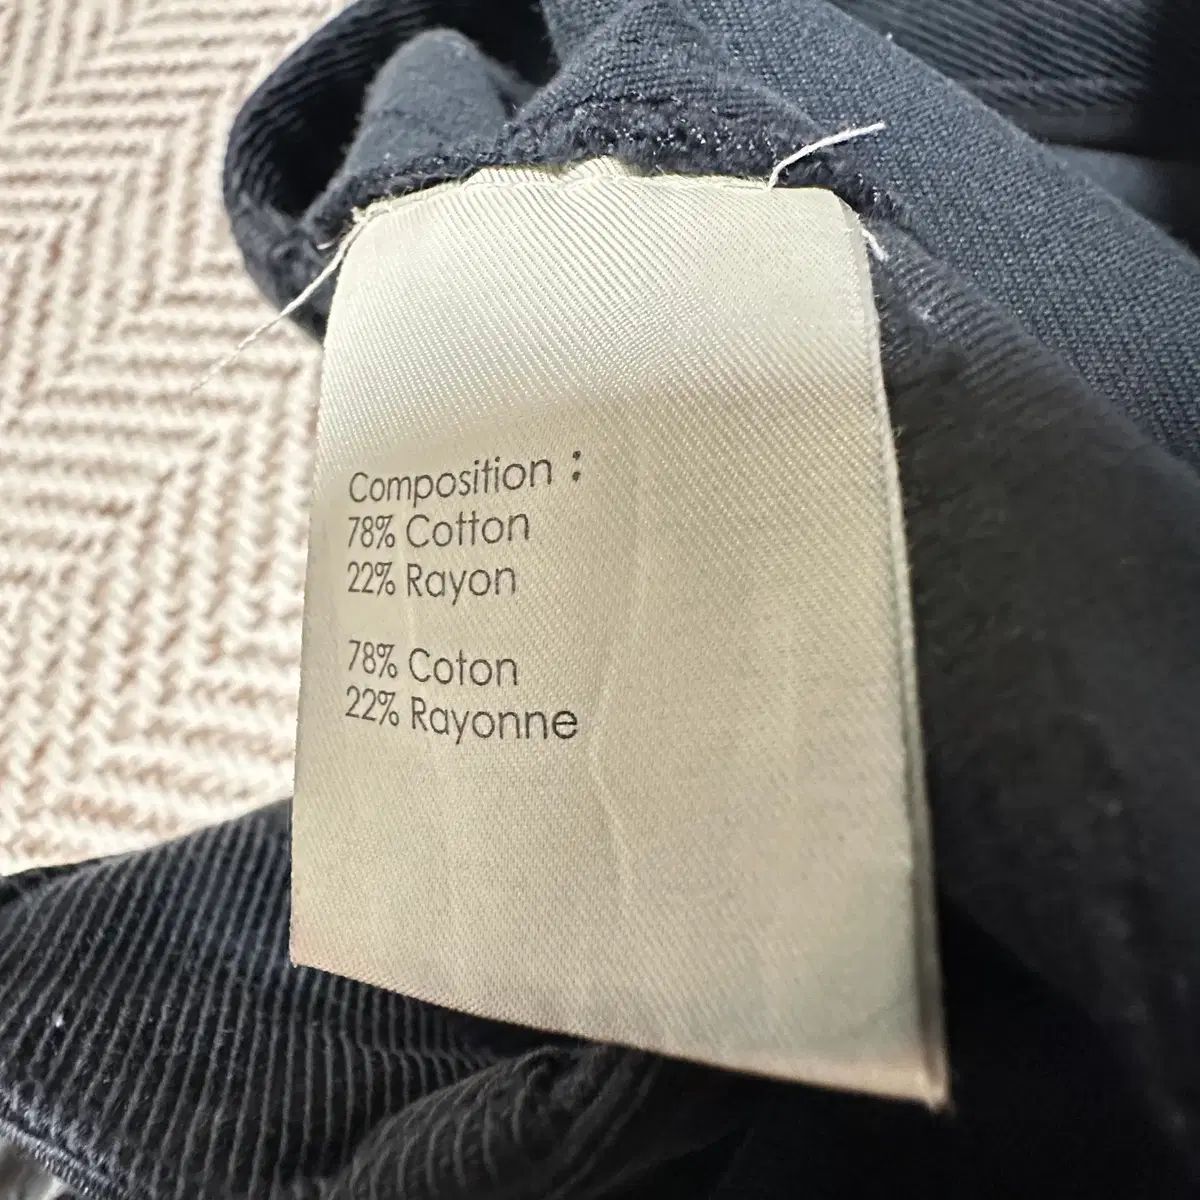 Composition :
78% Cotton
22% Rayon
78% Coton
22% Rayonne